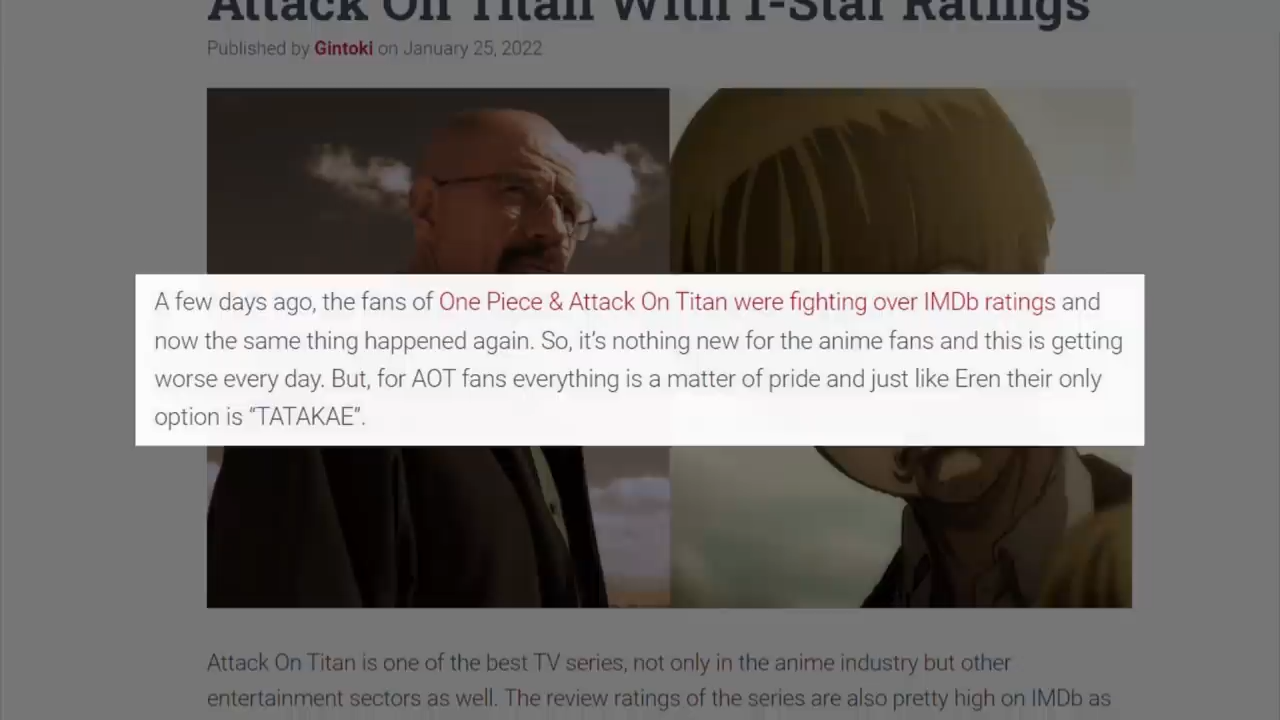 Attack On Titan With 1-Star Ratings
Published by Gintoki on January 25, 2022
A few days ago, the fans of One Piece & Attack On Titan were fighting over IMDb ratings and
now the same thing happened again. So, it’s nothing new for the anime fans and this is getting
worse every day. But, for AOT fans everything is a matter of pride and just like Eren their only
option is “TATAKAE”.
Attack On Titan is one of the best TV series, not only in the anime industry but other
entertainment sectors as well. The review ratings of the series are also pretty high on IMDb as